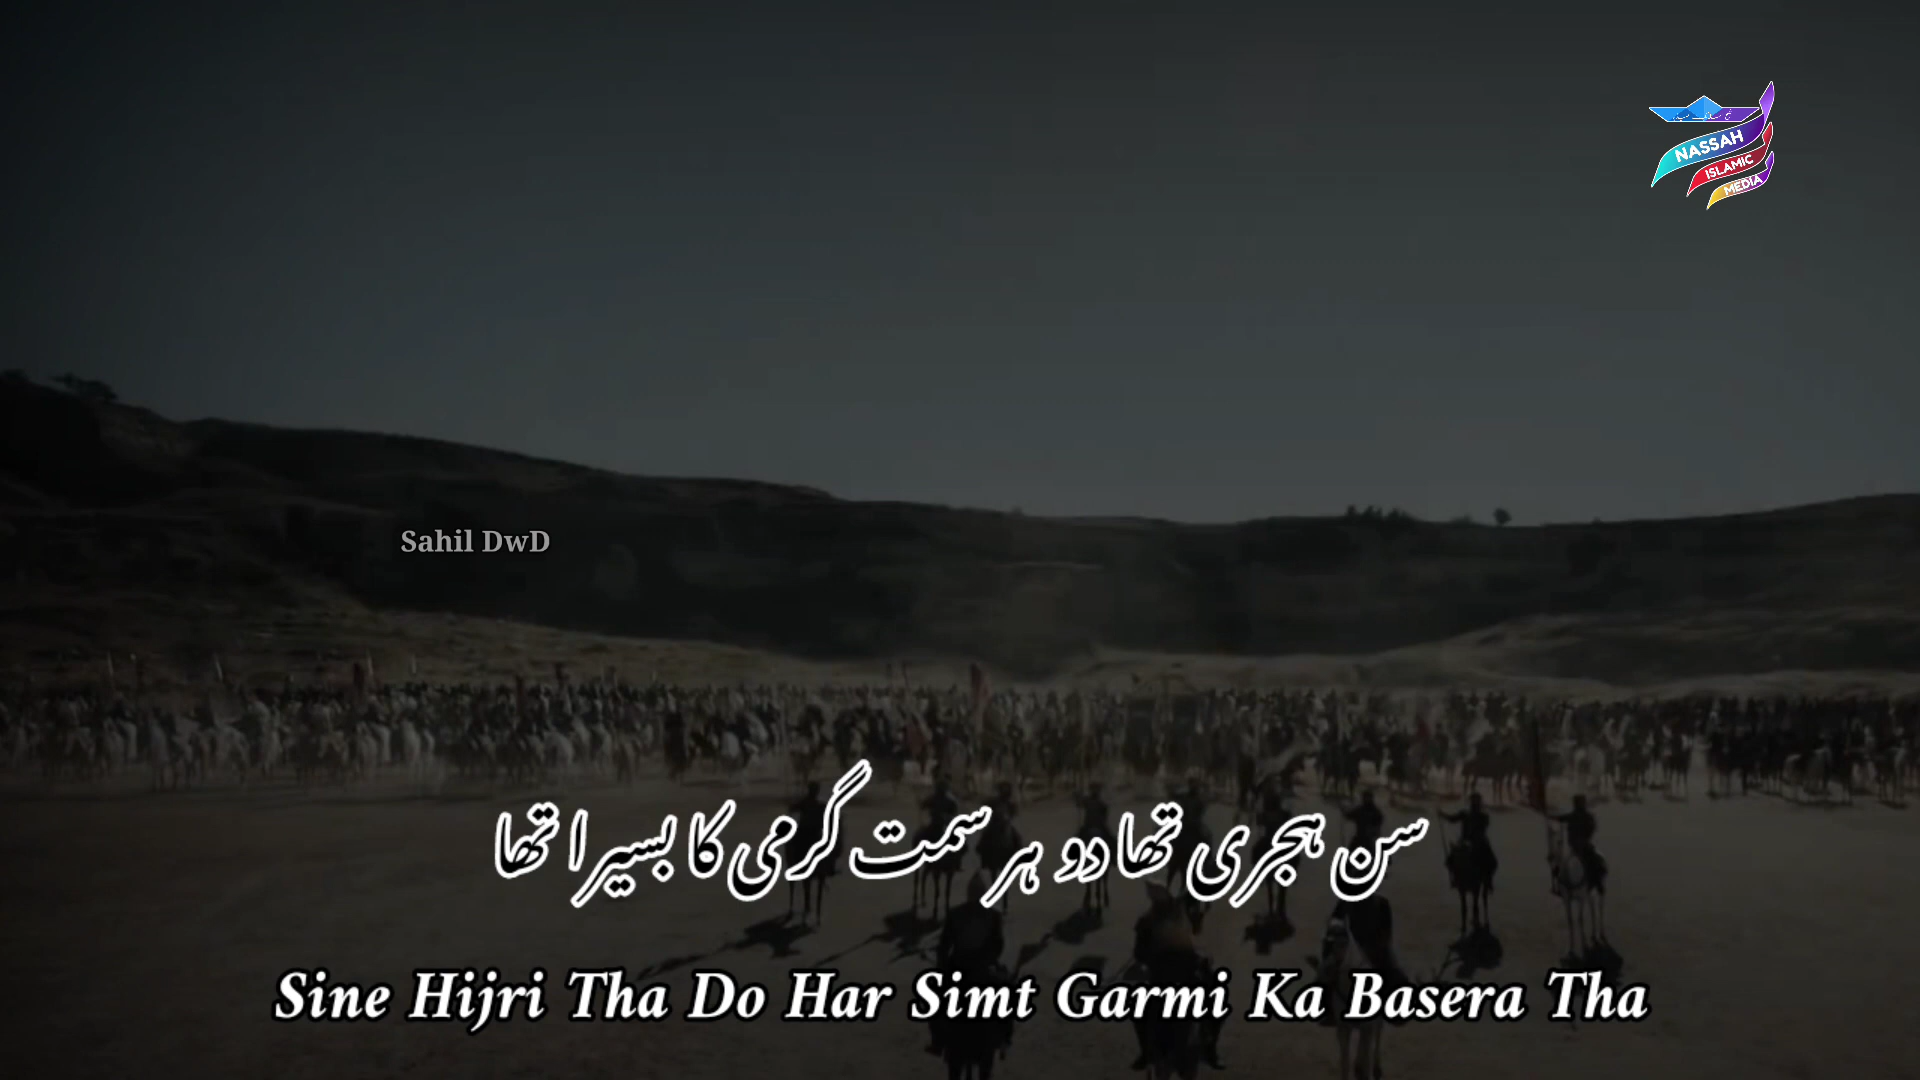 NASSAH
ISLAMIC
MEDIA
Sahil DwD
سن ہجری تھا دو ہر سمت گرمی کا بسیرا تھا
Sine Hijri Tha Do Har Simt Garmi Ka Basera Tha